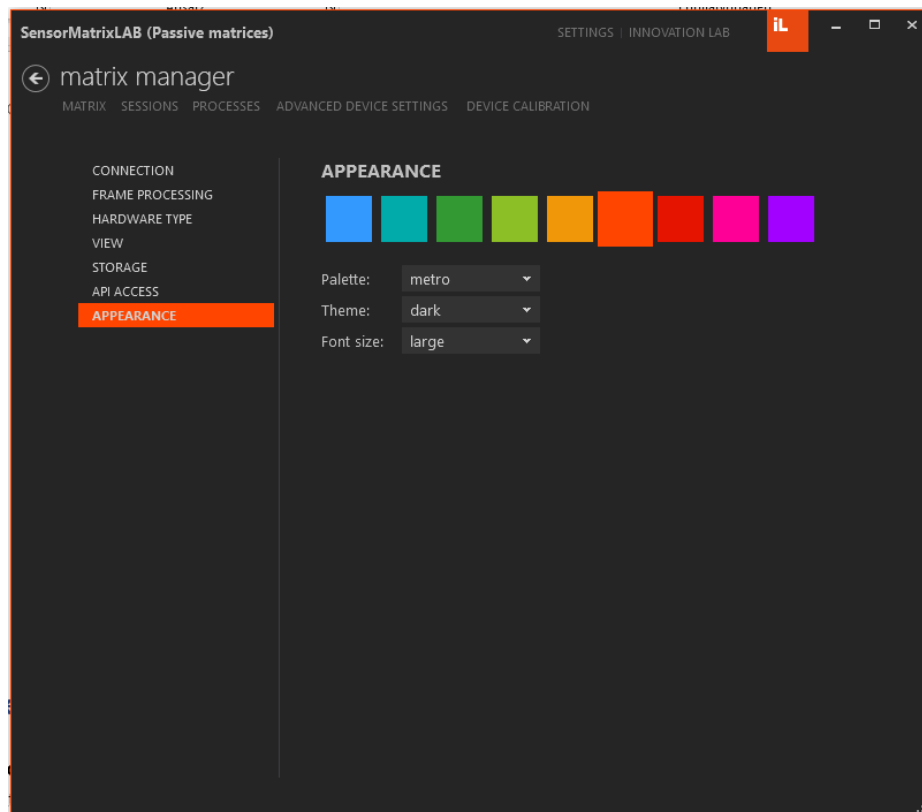 SensorMatrixLAB (Passive matrices)
SETTINGS | INNOVATION LAB
iL
matrix manager
MATRIX SESSIONS PROCESSES ADVANCED DEVICE SETTINGS DEVICE CALIBRATION
CONNECTION
FRAME PROCESSING
HARDWARE TYPE
VIEW
STORAGE
API ACCESS
APPEARANCE
APPEARANCE
Palette: metro
Theme: dark
Font size: large